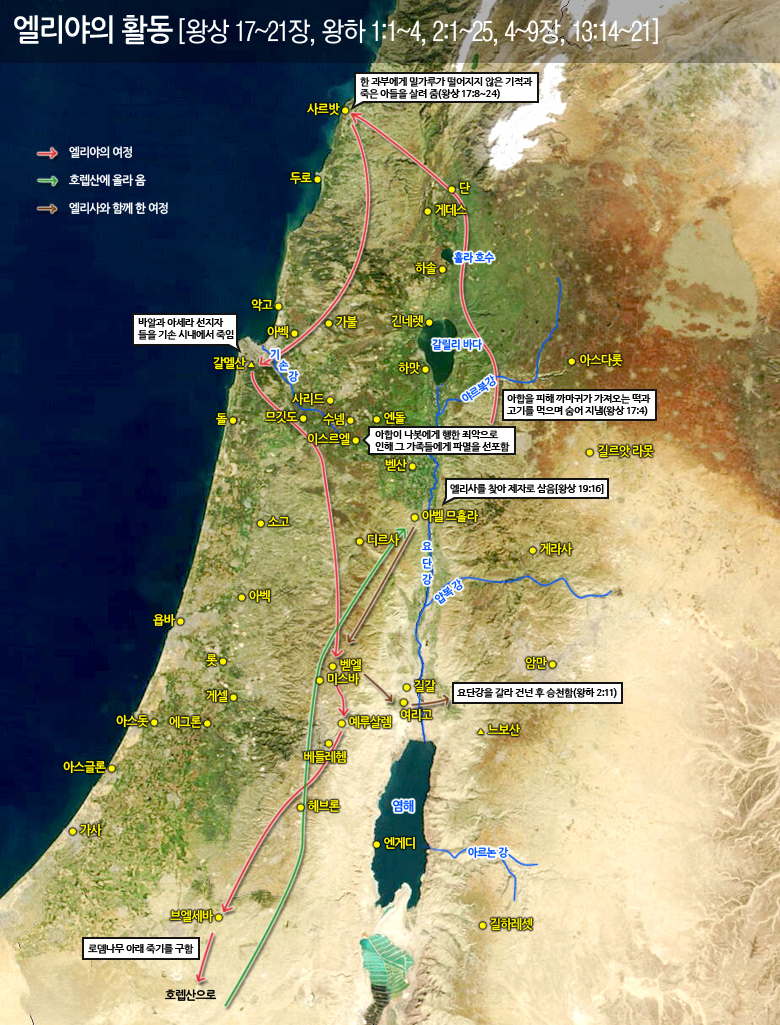 엘리야의 활동 [왕상 17~21장, 왕하 1:1~4, 2:1~25, 4~9장, 13:14~21]
한 과부에게 밀가루가 떨어지지 않은 기적과
죽은 아들을 살려 줌(왕상 17:8~24)
사르밧
엘리야의 여정
호렙산에 올라 옴
엘리사와 함께 한 여정
두로
단
게데스
훌라 호수
하솔
악고
가불
긴네렛
바알과 아세라 선지자
들을 기손 시내에서 죽임
아벡
갈릴리 바다
갈멜산
기손강
하맛
아스다롯
야르묵강
사리드
아합을 피해 까마귀가 가져오는 떡과
고기를 먹으며 숨어 지냄(왕상 17:4)
돌
므깃도
수넴
엔돌
이스르엘
아합이 나봇에게 행한 죄악으로
인해 그 가족들에게 파멸을 선포함
길르앗 라못
벧산
엘리사를 찾아 제자로 삼음[왕상 19:16]
아벨 므홀라
소고
디르사
게라사
요단강
얍복 강
아벡
욥바
롯
벧엘
암만
미스바
길갈
게셀
요단강을 갈라 건넌 후 승천함(왕하 2:11)
여리고
아스돗
에그론
예루살렘
느보산
베들레헴
아스글론
헤브론
염해
가사
엔게디
아르논 강
브엘세바
길하레셋
로뎀나무 아래 죽기를 구함
호렙산으로